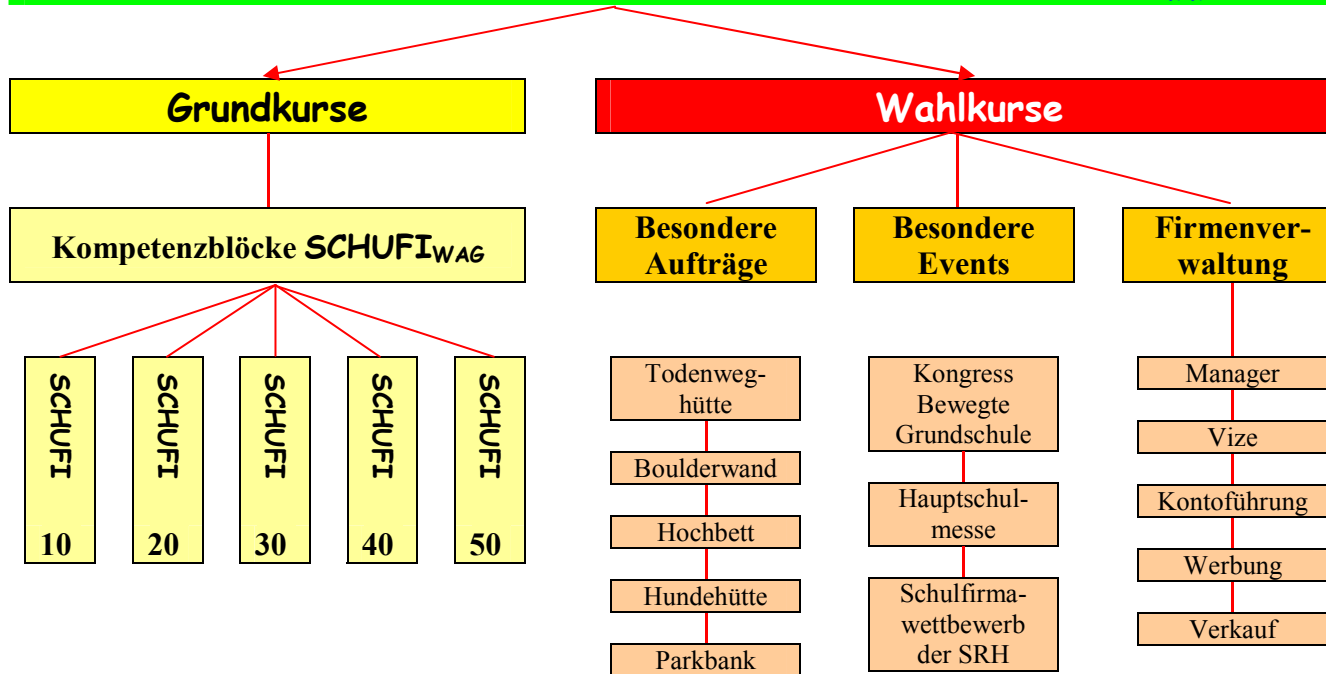 Grundkurse
Wahlkurse
Kompetenzblöcke SCHUFIWAG
Besondere
Aufträge
Besondere
Events
Firmenver-
waltung
SCHUFI
10
SCHUFI
20
SCHUFI
30
SCHUFI
40
SCHUFI
50
Todenweg-
hütte
Boulderwand
Hochbett
Hundehütte
Parkbank
Kongress
Bewegte
Grundschule
Hauptschul-
messe
Schulfirma-
wettbewerb
der SRH
Manager
Vize
Kontoführung
Werbung
Verkauf